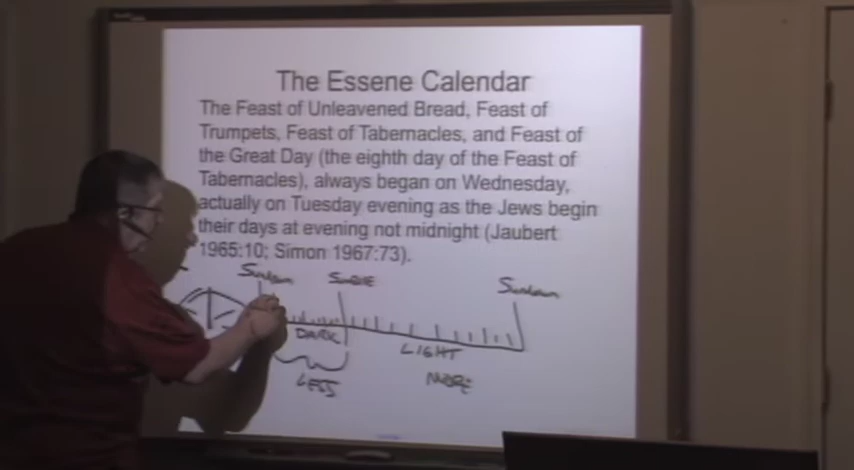 The Essene Calendar
The Feast of Unleavened Bread, Feast of
Trumpets, Feast of Tabernacles, and Feast of
the Great Day (the eighth day of the Feast of
Tabernacles), always began on Wednesday,
actually on Tuesday evening as the Jews begin
their days at evening not midnight (Jaubert
1965:10; Simon 1967:73).
Sundown Sundown
DARK LIGHT
LESS MORE